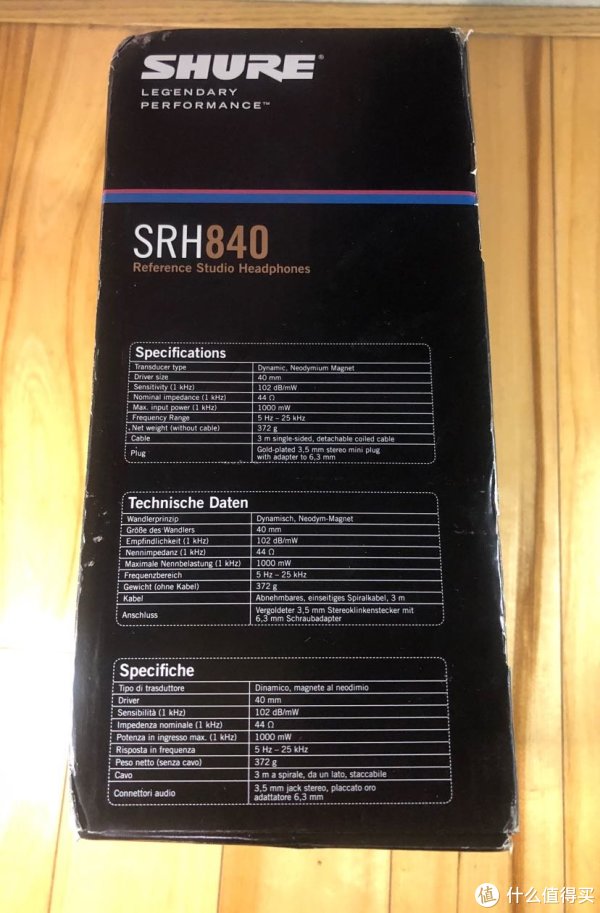 SHURE®
LEGENDARY
PERFORMANCE™
SRH840
Reference Studio Headphones
Specifications
Transducer type Dynamic, Neodymium Magnet
Driver size 40 mm
Sensitivity (1 kHz) 102 dB/mW
Nominal impedance (1 kHz) 44 Ω
Max. input power (1 kHz) 1000 mW
Frequency Range 5 Hz – 25 kHz
Net weight (without cable) 372 g
Cable 3 m single-sided, detachable coiled cable
Plug Gold-plated 3,5 mm stereo mini plug
with adapter to 6,3 mm
Technische Daten
Wandlerprinzip Dynamisch, Neodym-Magnet
Größe des Wandlers 40 mm
Empfindlichkeit (1 kHz) 102 dB/mW
Nennimpedanz (1 kHz) 44 Ω
Maximale Nennbelastung (1 kHz) 1000 mW
Frequenzbereich 5 Hz – 25 kHz
Gewicht (ohne Kabel) 372 g
Kabel Abnehmbares, einseitiges Spiralkabel, 3 m
Anschluss Vergoldeter 3,5 mm Stereoklinkenstecker mit
6,3 mm Schraubadapter
Specifiche
Tipo di trasduttore Dinamico, magnete al neodimio
Driver 40 mm
Sensibilità (1 kHz) 102 dB/mW
Impedenza nominale (1 kHz) 44 Ω
Potenza in ingresso max. (1 kHz) 1000 mW
Risposta in frequenza 5 Hz – 25 kHz
Peso netto (senza cavo) 372 g
Cavo 3 m a spirale, da un lato, staccabile
Connettori audio 3,5 mm jack stereo, placcato oro
adattatore 6,3 mm
值 什么值得买